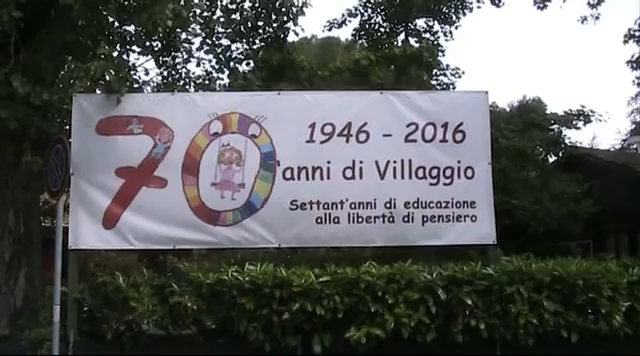 70
1946 - 2016
'anni di Villaggio
Settant'anni di educazione
alla libertà di pensiero